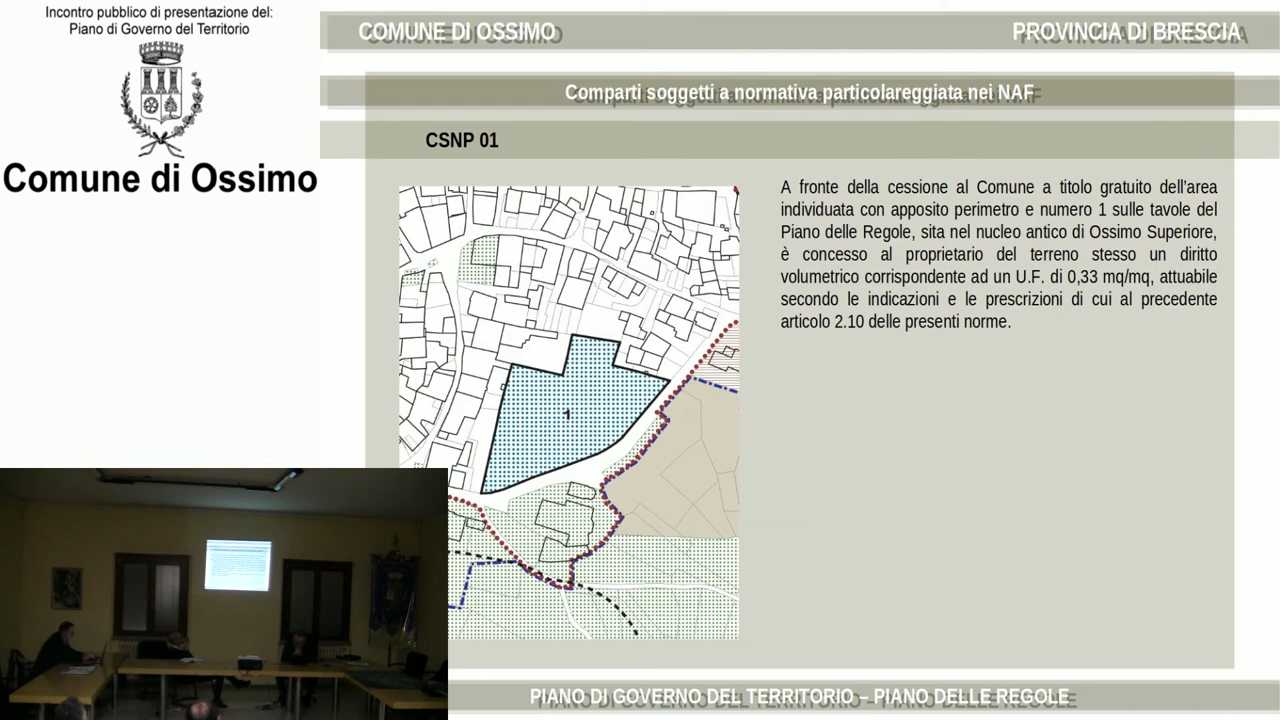 Incontro pubblico di presentazione del:
Piano di Governo del Territorio
Comune di Ossimo
COMUNE DI OSSIMO
PROVINCIA DI BRESCIA
Comparti soggetti a normativa particolareggiata nei NAF
CSNP 01
1
A fronte della cessione al Comune a titolo gratuito dell'area
individuata con apposito perimetro e numero 1 sulle tavole del
Piano delle Regole, sita nel nucleo antico di Ossimo Superiore,
è concesso al proprietario del terreno stesso un diritto
volumetrico corrispondente ad un U.F. di 0,33 mq/mq, attuabile
secondo le indicazioni e le prescrizioni di cui al precedente
articolo 2.10 delle presenti norme.
PIANO DI GOVERNO DEL TERRITORIO – PIANO DELLE REGOLE